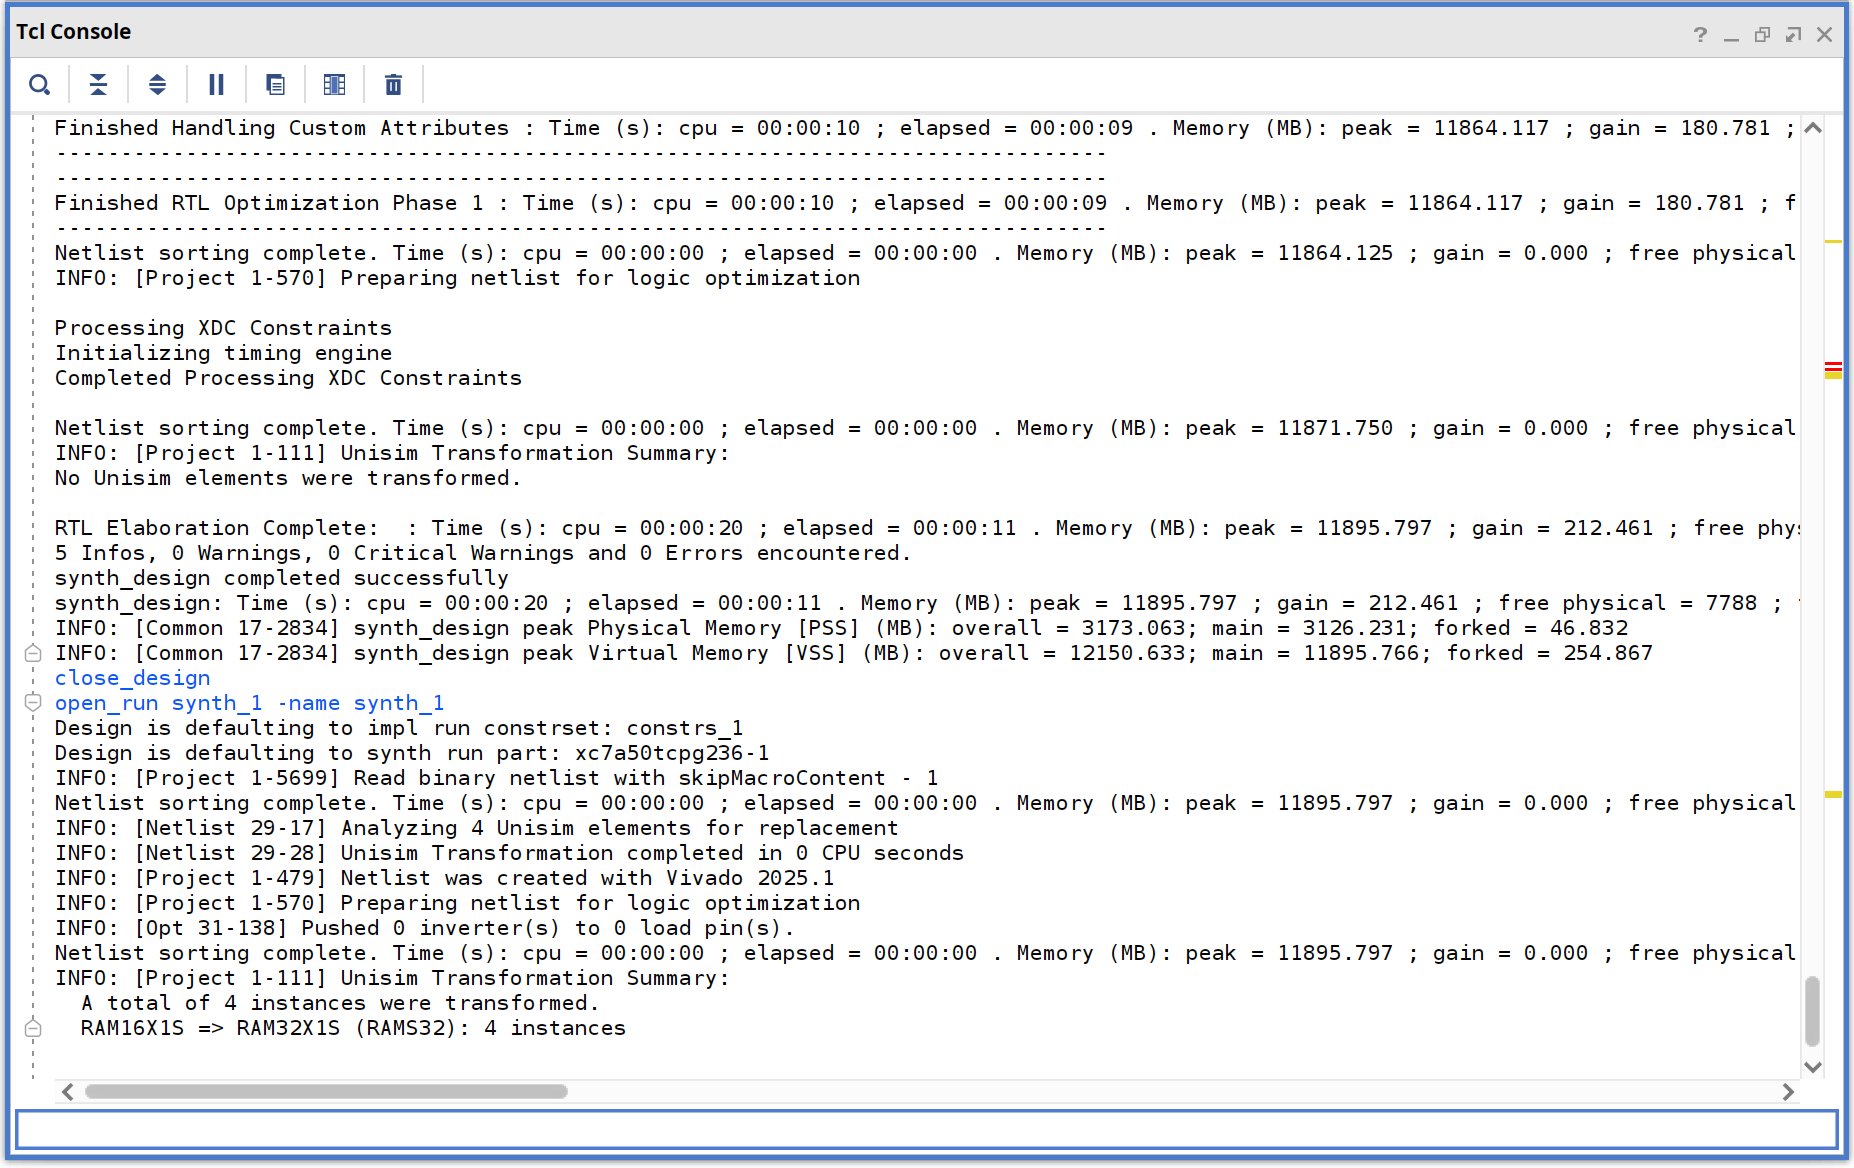 Tcl Console
?
Finished Handling Custom Attributes : Time (s): cpu = 00:00:10 ; elapsed = 00:00:09 . Memory (MB): peak = 11864.117 ; gain = 180.781 ;
---------------------------------------------------------------------------------
---------------------------------------------------------------------------------
Finished RTL Optimization Phase 1 : Time (s): cpu = 00:00:10 ; elapsed = 00:00:09 . Memory (MB): peak = 11864.117 ; gain = 180.781 ; f
---------------------------------------------------------------------------------
Netlist sorting complete. Time (s): cpu = 00:00:00 ; elapsed = 00:00:00 . Memory (MB): peak = 11864.125 ; gain = 0.000 ; free physical
INFO: [Project 1-570] Preparing netlist for logic optimization
Processing XDC Constraints
Initializing timing engine
Completed Processing XDC Constraints
Netlist sorting complete. Time (s): cpu = 00:00:00 ; elapsed = 00:00:00 . Memory (MB): peak = 11871.750 ; gain = 0.000 ; free physical
INFO: [Project 1-111] Unisim Transformation Summary:
No Unisim elements were transformed.
RTL Elaboration Complete:  : Time (s): cpu = 00:00:20 ; elapsed = 00:00:11 . Memory (MB): peak = 11895.797 ; gain = 212.461 ; free phys
5 Infos, 0 Warnings, 0 Critical Warnings and 0 Errors encountered.
synth_design completed successfully
synth_design: Time (s): cpu = 00:00:20 ; elapsed = 00:00:11 . Memory (MB): peak = 11895.797 ; gain = 212.461 ; free physical = 7788 ;
INFO: [Common 17-2834] synth_design peak Physical Memory [PSS] (MB): overall = 3173.063; main = 3126.231; forked = 46.832
INFO: [Common 17-2834] synth_design peak Virtual Memory [VSS] (MB): overall = 12150.633; main = 11895.766; forked = 254.867
close_design
open_run synth_1 -name synth_1
Design is defaulting to impl run constrset: constrs_1
Design is defaulting to synth run part: xc7a50tcpg236-1
INFO: [Project 1-5699] Read binary netlist with skipMacroContent - 1
Netlist sorting complete. Time (s): cpu = 00:00:00 ; elapsed = 00:00:00 . Memory (MB): peak = 11895.797 ; gain = 0.000 ; free physical
INFO: [Netlist 29-17] Analyzing 4 Unisim elements for replacement
INFO: [Netlist 29-28] Unisim Transformation completed in 0 CPU seconds
INFO: [Project 1-479] Netlist was created with Vivado 2025.1
INFO: [Project 1-570] Preparing netlist for logic optimization
INFO: [Opt 31-138] Pushed 0 inverter(s) to 0 load pin(s).
Netlist sorting complete. Time (s): cpu = 00:00:00 ; elapsed = 00:00:00 . Memory (MB): peak = 11895.797 ; gain = 0.000 ; free physical
INFO: [Project 1-111] Unisim Transformation Summary:
  A total of 4 instances were transformed.
  RAM16X1S => RAM32X1S (RAMS32): 4 instances